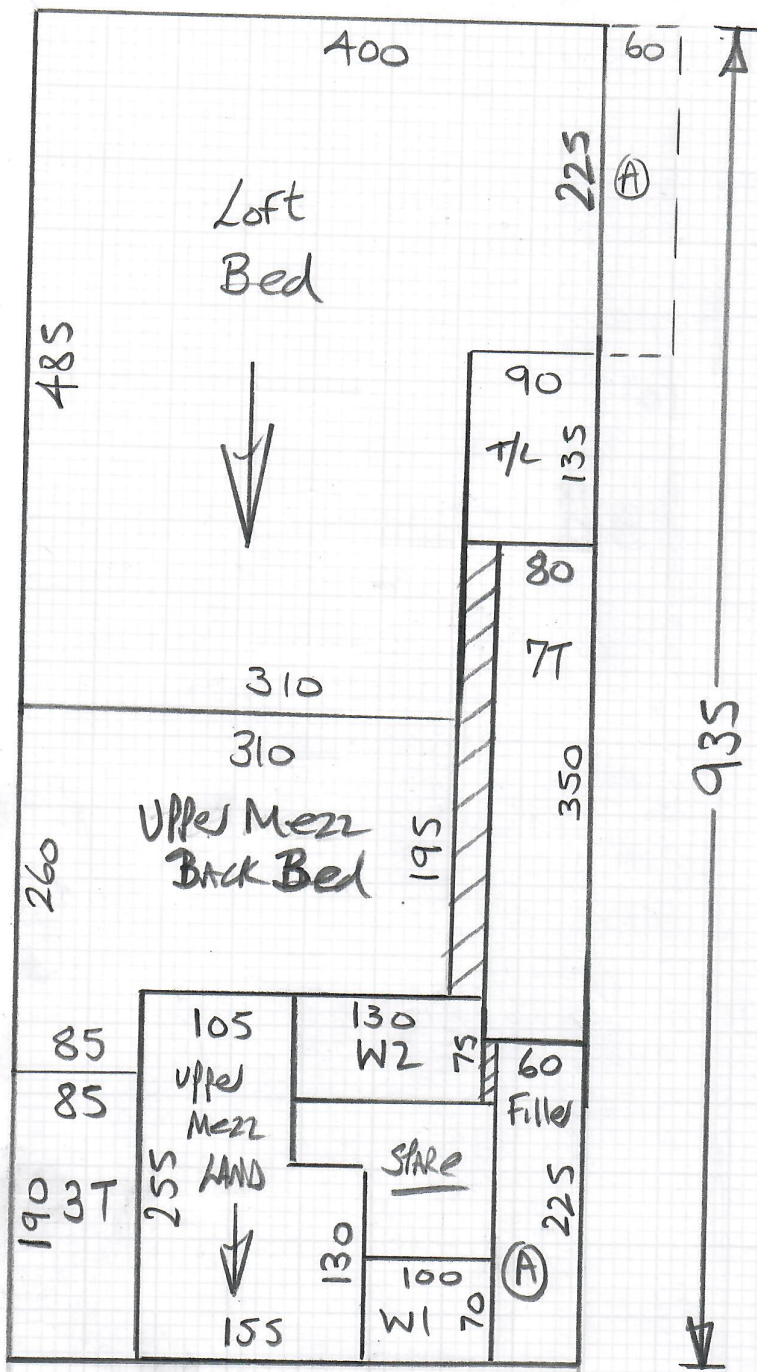 400
60
225
A
Loft
Bed
485
90
T/L
135
80
7T
310
310
350
935
Upper Mezz
BACK Bed
195
260
105
130
W2
75
60
Filler
85
85
Upper
Mezz
LAND
SPARE
190
3T
255
225
130
100
A
W1
70
155